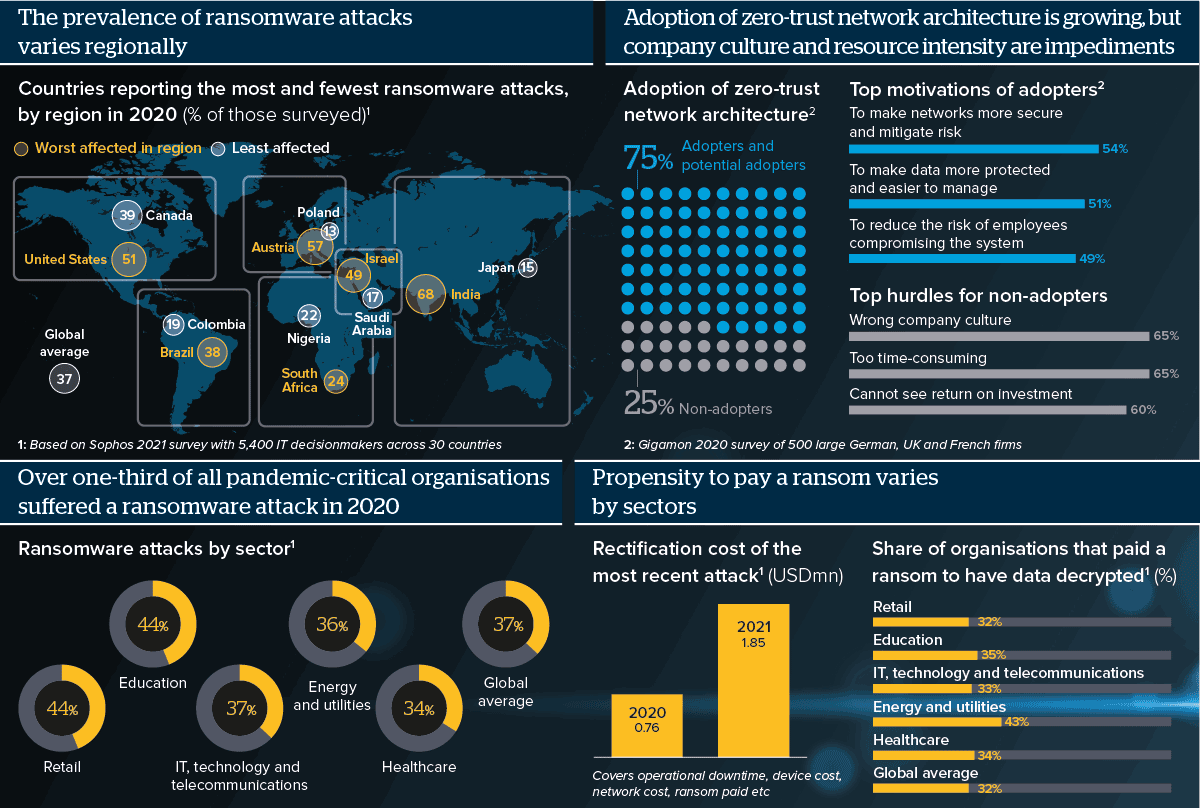 The prevalence of ransomware attacks
varies regionally
Countries reporting the most and fewest ransomware attacks,
by region in 2020 (% of those surveyed)¹
Worst affected in region
Least affected
39 Canada
United States 51
Poland
13
Austria 57
Israel
49
17
Saudi
Arabia
Japan 15
68 India
19 Colombia
Brazil 38
22
Nigeria
South
Africa
24
Global
average
37
1: Based on Sophos 2021 survey with 5,400 IT decisionmakers across 30 countries
Adoption of zero-trust network architecture is growing, but
company culture and resource intensity are impediments
Adoption of zero-trust
network architecture²
75% Adopters and
potential adopters
25% Non-adopters
Top motivations of adopters²
To make networks more secure
and mitigate risk
54%
To make data more protected
and easier to manage
51%
To reduce the risk of employees
compromising the system
49%
Top hurdles for non-adopters
Wrong company culture
65%
Too time-consuming
65%
Cannot see return on investment
60%
2: Gigamon 2020 survey of 500 large German, UK and French firms
Over one-third of all pandemic-critical organisations
suffered a ransomware attack in 2020
Ransomware attacks by sector¹
44%
Retail
44%
Education
37%
IT, technology and
telecommunications
36%
Energy
and utilities
34%
Healthcare
37%
Global
average
Propensity to pay a ransom varies
by sectors
Rectification cost of the
most recent attack¹ (USDmn)
2020
0.76
2021
1.85
Covers operational downtime, device cost,
network cost, ransom paid etc
Share of organisations that paid a
ransom to have data decrypted¹ (%)
Retail
32%
Education
35%
IT, technology and telecommunications
33%
Energy and utilities
43%
Healthcare
34%
Global average
32%